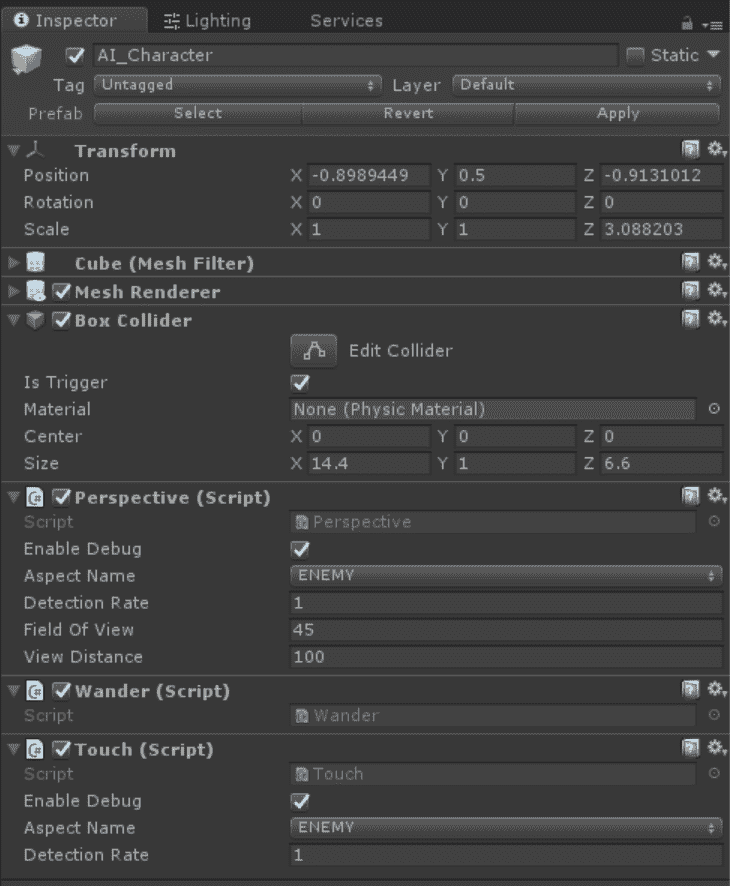 Inspector Lighting Services
AI_Character Static
Tag Untagged Layer Default
Prefab Select Revert Apply
Transform
Position X -0.8989449 Y 0.5 Z -0.9131012
Rotation X 0 Y 0 Z 0
Scale X 1 Y 1 Z 3.088203
Cube (Mesh Filter)
Mesh Renderer
Box Collider
Edit Collider
Is Trigger
Material None (Physic Material)
Center X 0 Y 0 Z 0
Size X 14.4 Y 1 Z 6.6
C# Perspective (Script)
Script Perspective
Enable Debug
Aspect Name ENEMY
Detection Rate 1
Field Of View 45
View Distance 100
C# Wander (Script)
Script Wander
C# Touch (Script)
Script Touch
Enable Debug
Aspect Name ENEMY
Detection Rate 1